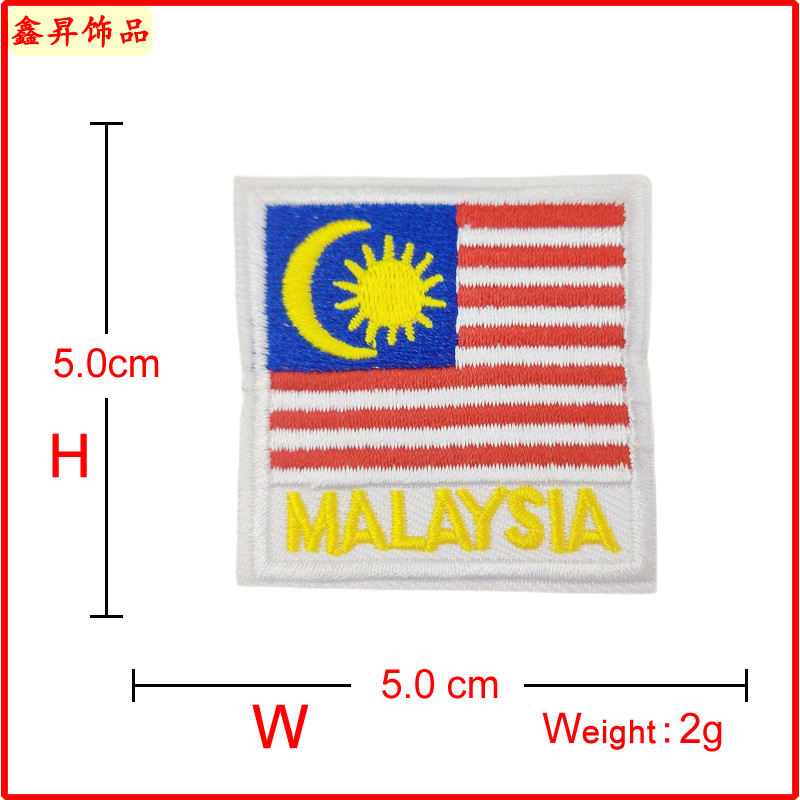 鑫昇饰品
5.0cm
H
MALAYSIA
5.0 cm
W
Weight: 2g